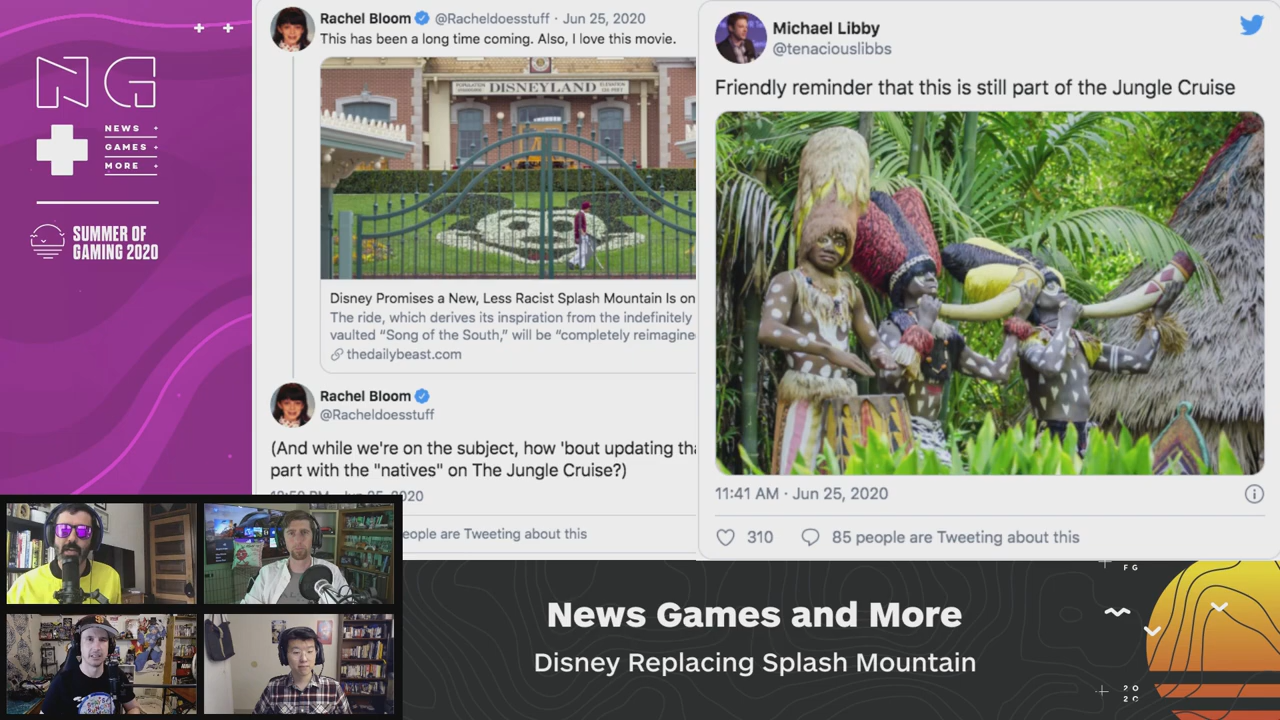 NG
NEWS +
GAMES +
MORE +
SUMMER OF
GAMING 2020
Rachel Bloom @Racheldoesstuff · Jun 25, 2020
This has been a long time coming. Also, I love this movie.
DISNEYLAND
Disney Promises a New, Less Racist Splash Mountain Is on
The ride, which derives its inspiration from the indefinitely
vaulted “Song of the South,” will be “completely reimagine
thedailybeast.com
Rachel Bloom
@Racheldoesstuff
(And while we're on the subject, how 'bout updating tha
part with the "natives" on The Jungle Cruise?)
Jun 25, 2020
eople are Tweeting about this
Michael Libby
@tenaciouslibbs
Friendly reminder that this is still part of the Jungle Cruise
11:41 AM · Jun 25, 2020
310
85 people are Tweeting about this
News Games and More
Disney Replacing Splash Mountain
FG
20
20